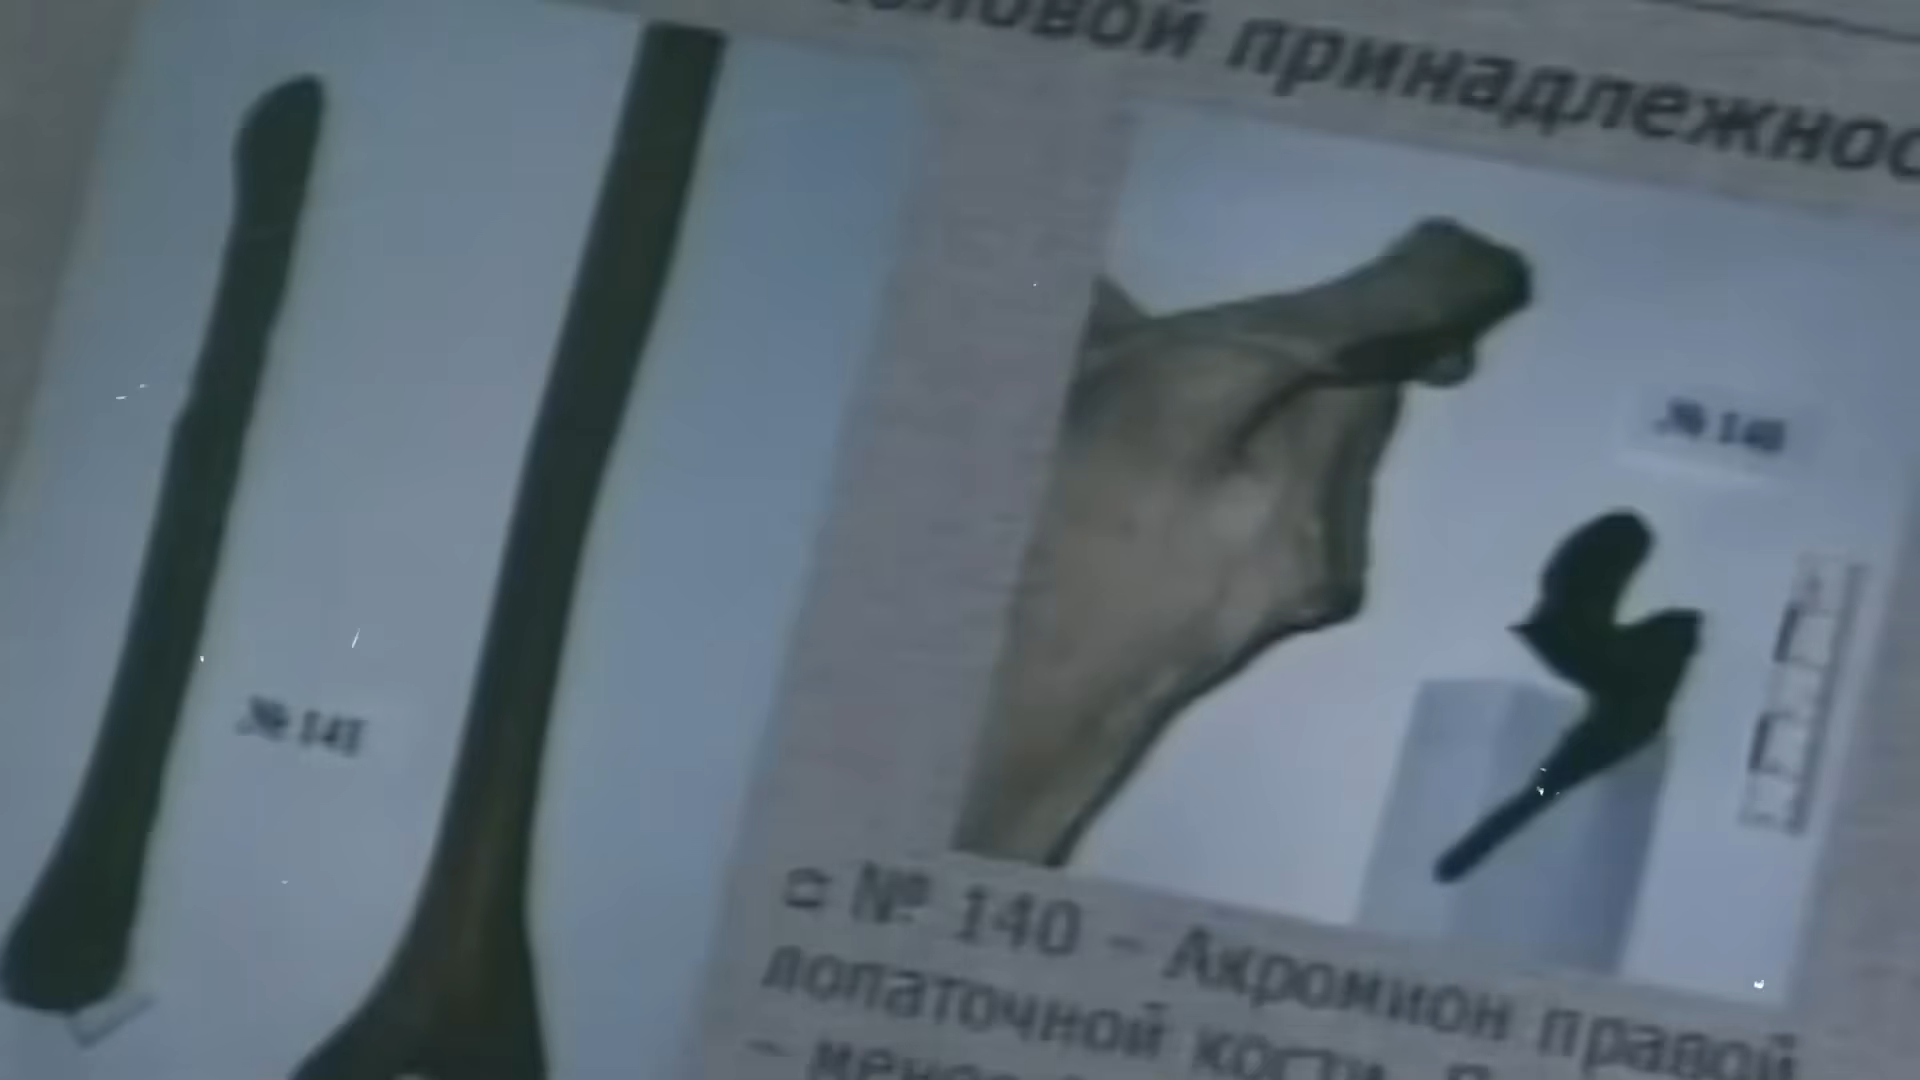 половой принадлежнос
№ 141
№ 140
№ 140 – Акромион правой
лопаточной кости.
–